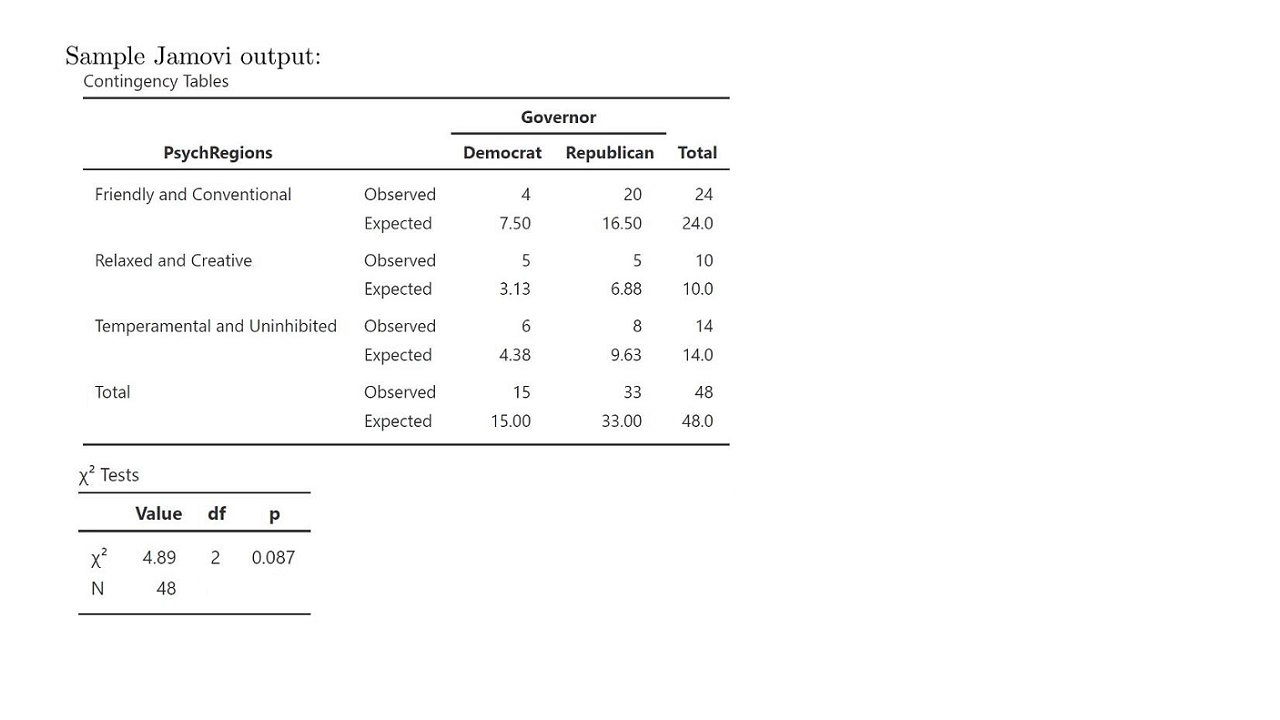 Sample Jamovi output:
Contingency Tables
Governor
PsychRegions Democrat Republican Total
Friendly and Conventional Observed 4 20 24
Expected 7.50 16.50 24.0
Relaxed and Creative Observed 5 5 10
Expected 3.13 6.88 10.0
Temperamental and Uninhibited Observed 6 8 14
Expected 4.38 9.63 14.0
Total Observed 15 33 48
Expected 15.00 33.00 48.0
χ² Tests
Value df p
χ² 4.89 2 0.087
N 48